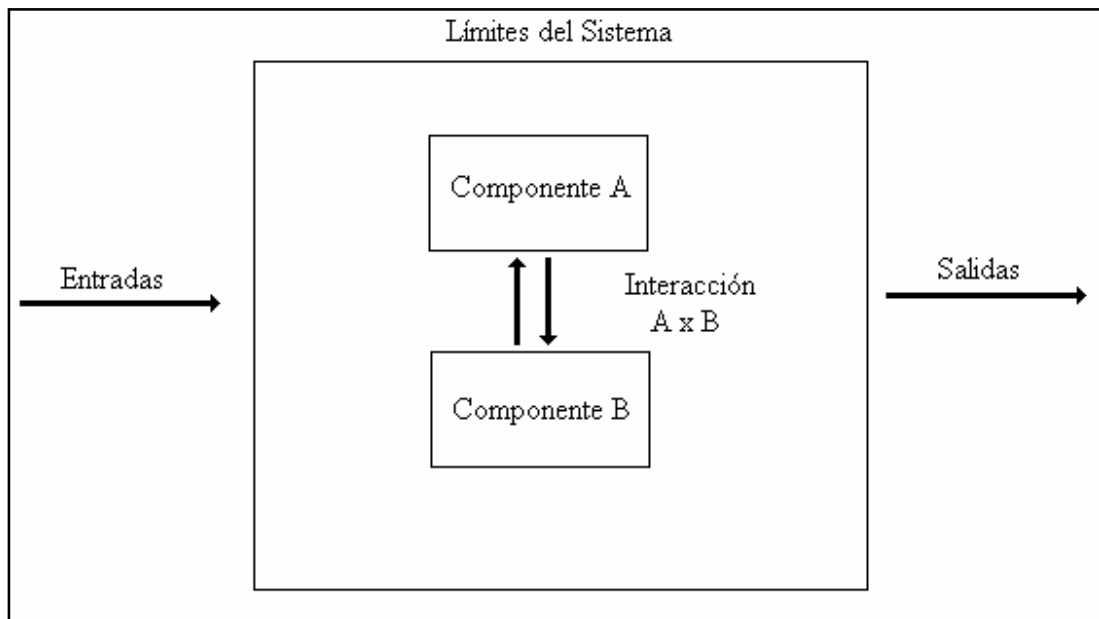 Límites del Sistema
Componente A
Entradas
Interacción
A x B
Salidas
Componente B